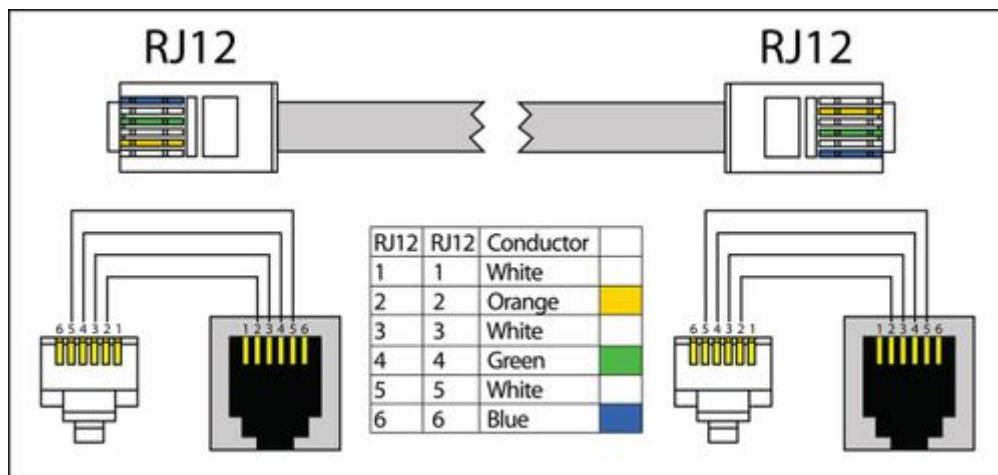 RJ12
RJ12
RJ12 RJ12 Conductor
1 1 White
2 2 Orange
3 3 White
4 4 Green
5 5 White
6 6 Blue
6 5 4 3 2 1
1 2 3 4 5 6
6 5 4 3 2 1
1 2 3 4 5 6